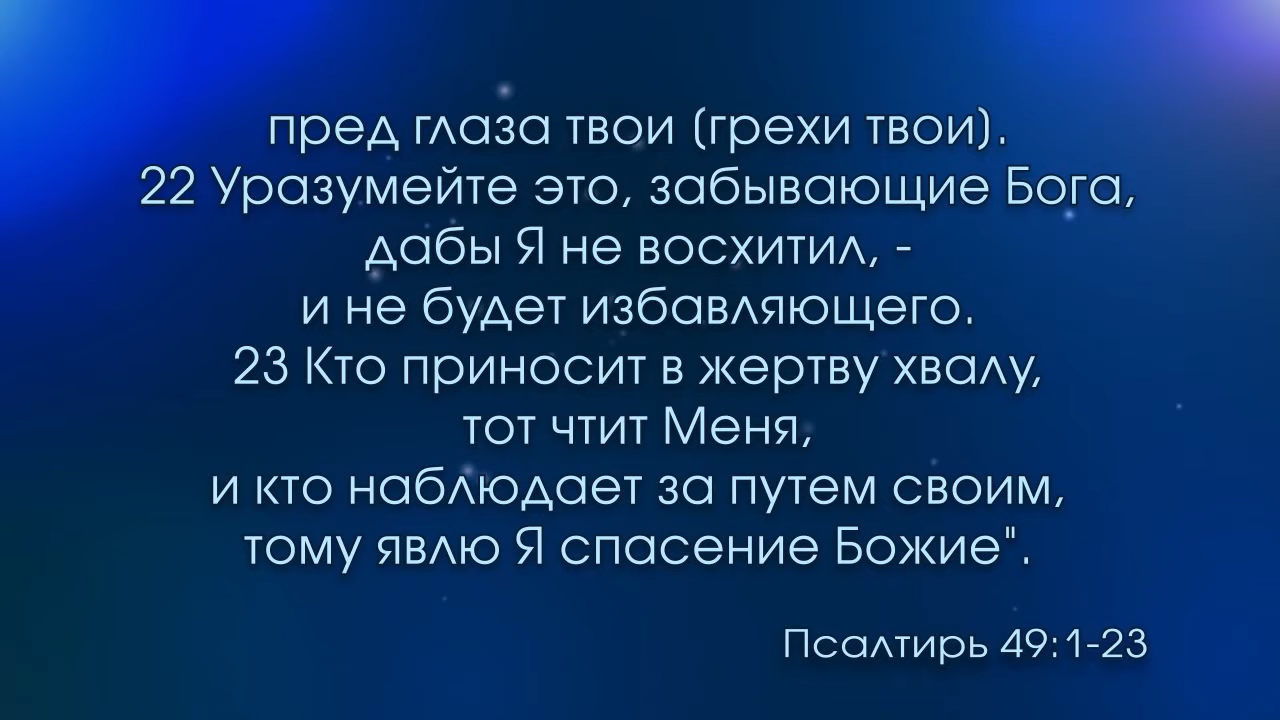 пред глаза твои (грехи твои).
22 Уразумейте это, забывающие Бога,
дабы Я не восхитил, -
и не будет избавляющего.
23 Кто приносит в жертву хвалу,
тот чтит Меня,
и кто наблюдает за путем своим,
тому явлю Я спасение Божие".
Псалтирь 49:1-23